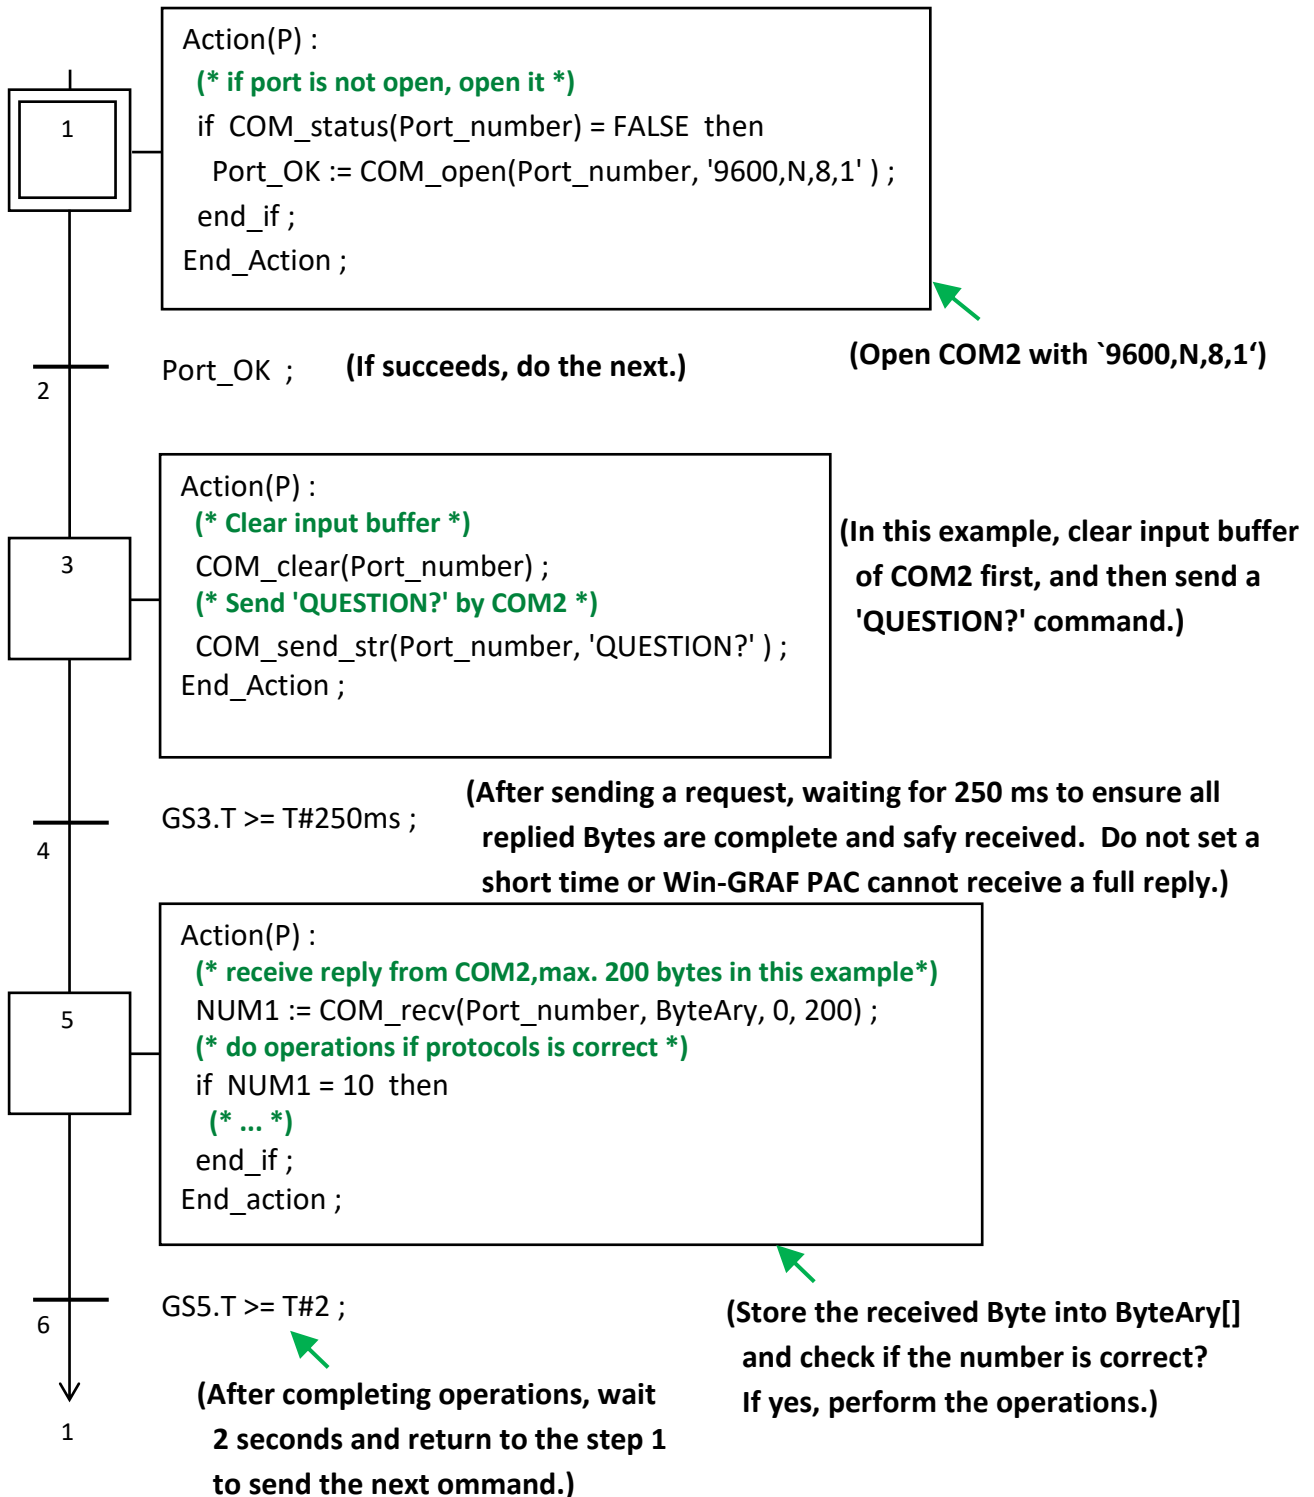 Action(P) :
(* if port is not open, open it *)
1
if COM_status(Port_number) = FALSE then
Port_OK := COM_open(Port_number, '9600,N,8,1' ) ;
end_if ;
End_Action ;
(Open COM2 with `9600,N,8,1‘)
Port_OK ;
(If succeeds, do the next.)
2
Action(P) :
(* Clear input buffer *)
3
COM_clear(Port_number) ;
(* Send 'QUESTION?' by COM2 *)
COM_send_str(Port_number, 'QUESTION?' ) ;
End_Action ;
(In this example, clear input buffer
of COM2 first, and then send a
'QUESTION?' command.)
GS3.T >= T#250ms ;
4
(After sending a request, waiting for 250 ms to ensure all
replied Bytes are complete and safy received. Do not set a
short time or Win-GRAF PAC cannot receive a full reply.)
Action(P) :
(* receive reply from COM2,max. 200 bytes in this example*)
5
NUM1 := COM_recv(Port_number, ByteAry, 0, 200) ;
(* do operations if protocols is correct *)
if NUM1 = 10 then
(* ... *)
end_if ;
End_action ;
GS5.T >= T#2 ;
6
(Store the received Byte into ByteAry[]
and check if the number is correct?
If yes, perform the operations.)
(After completing operations, wait
2 seconds and return to the step 1
to send the next ommand.)
1